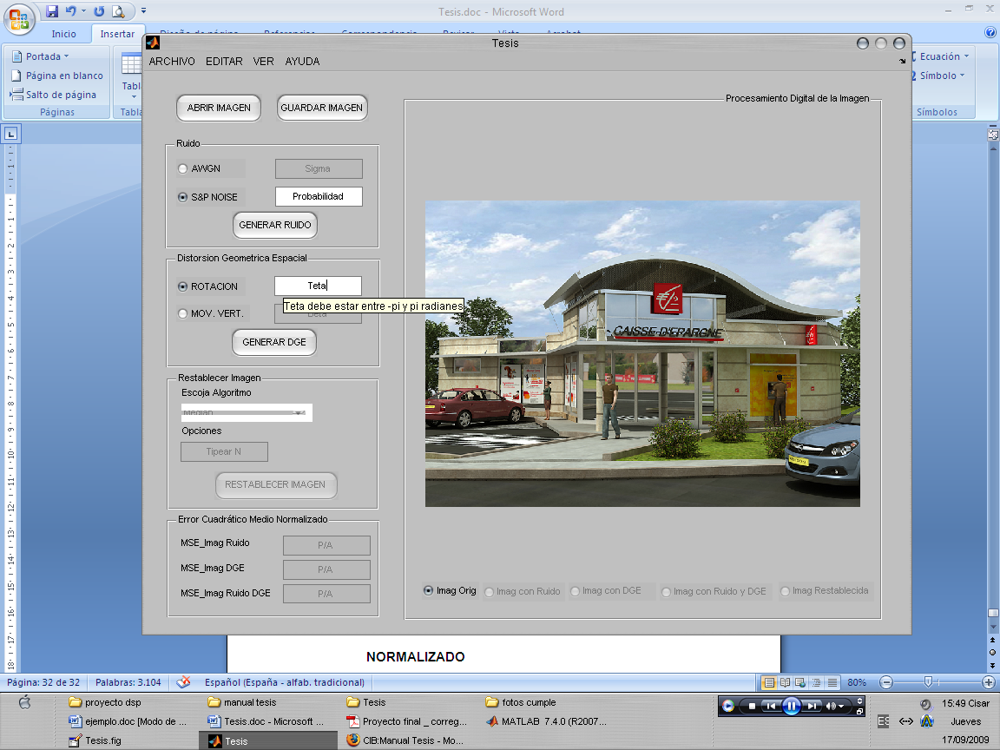 Tesis.doc - Microsoft Word
Inicio
Insertar
Portada
Página en blanco
Salto de página
Páginas
Tabl
Tabla
Ecuación
Símbolo
Símbolos
Tesis
ARCHIVO EDITAR VER AYUDA
ABRIR IMAGEN
GUARDAR IMAGEN
Procesamiento Digital de la Imagen
Ruido
AWGN
Sigma
S&P NOISE
Probabilidad
GENERAR RUIDO
Distorsion Geometrica Espacial
ROTACION
Teta
Teta debe estar entre -pi y pi radianes
MOV. VERT.
GENERAR DGE
CAISSE D'EPARGNE
Restablecer Imagen
Escoja Algoritmo
Opciones
Tipear N
RESTABLECER IMAGEN
Error Cuadrático Medio Normalizado
MSE_Imag Ruido
P/A
MSE_Imag DGE
P/A
MSE_Imag Ruido DGE
P/A
Imag Orig
Imag con Ruido
Imag con DGE
Imag con Ruido y DGE
Imag Restablecida
NORMALIZADO
Página: 32 de 32
Palabras: 3.104
Español (España - alfab. tradicional)
80%
proyecto dsp
manual tesis
Tesis
fotos cumple
15:49 Cisar
ejemplo.doc [Modo de ...
Tesis.doc - Microsoft ...
Proyecto final _ correg...
MATLAB 7.4.0 (R2007...
ES
Jueves
Tesis.fig
Tesis
CIB:Manual Tesis - Mo...
17/09/2009